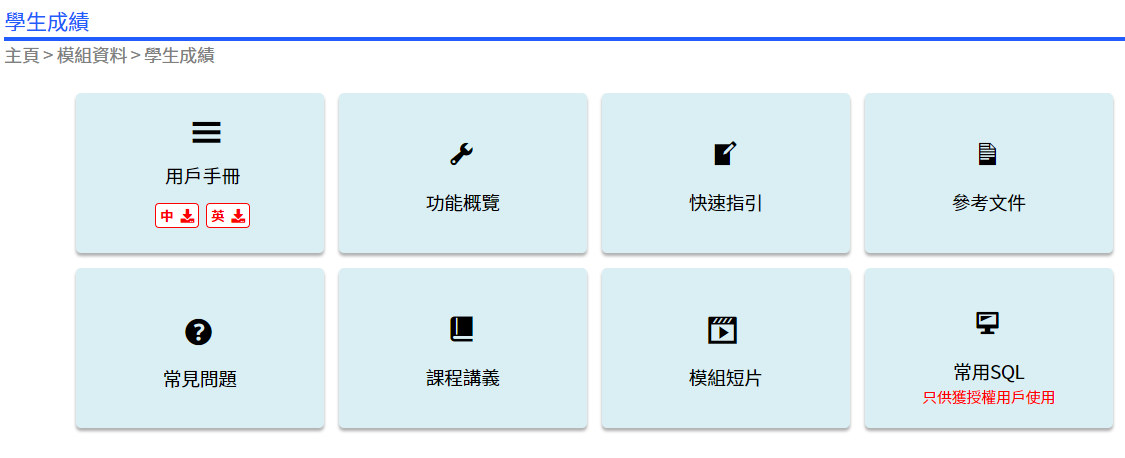 學生成績
主頁 > 模組資料 > 學生成績
用戶手冊
中 英
功能概覽
快速指引
參考文件
常見問題
課程講義
模組短片
常用SQL
只供獲授權用戶使用